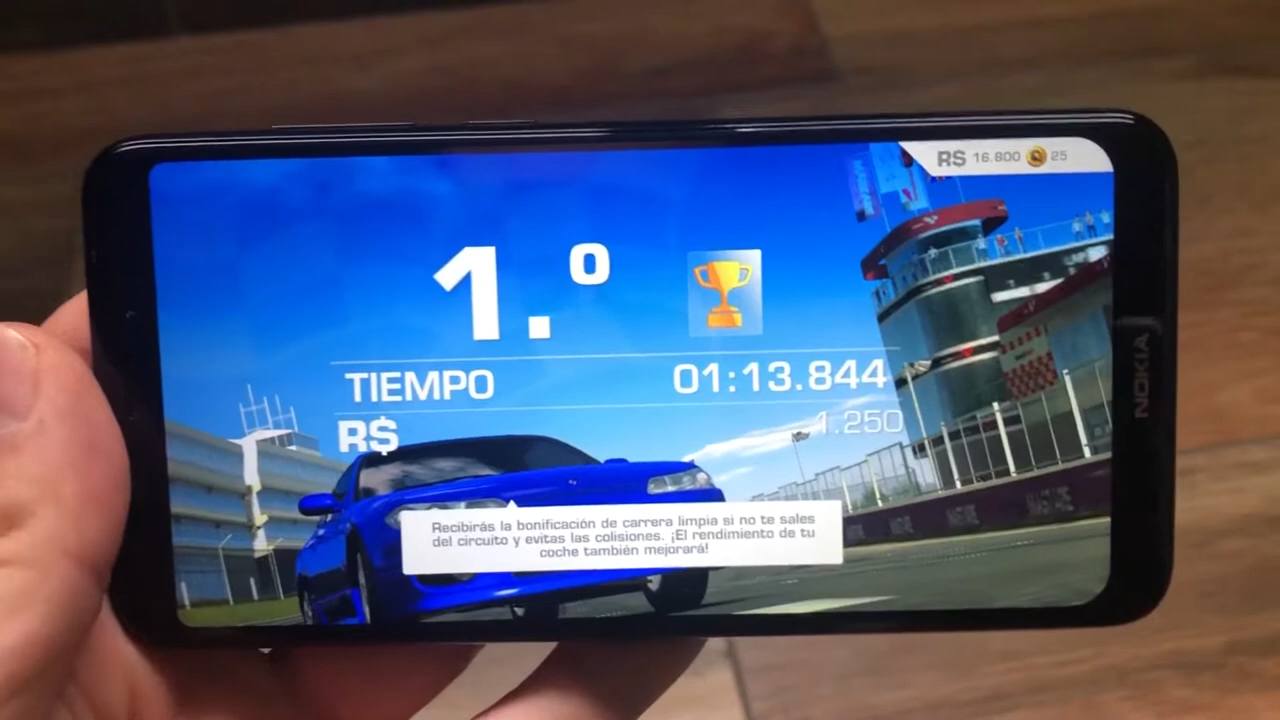 R$ 16.800 25
1.º
TIEMPO 01:13.844
R$ 1.250
Recibirás la bonificación de carrera limpia si no te sales
del circuito y evitas las colisiones. ¡El rendimiento de tu
coche también mejorará!
NOKIA